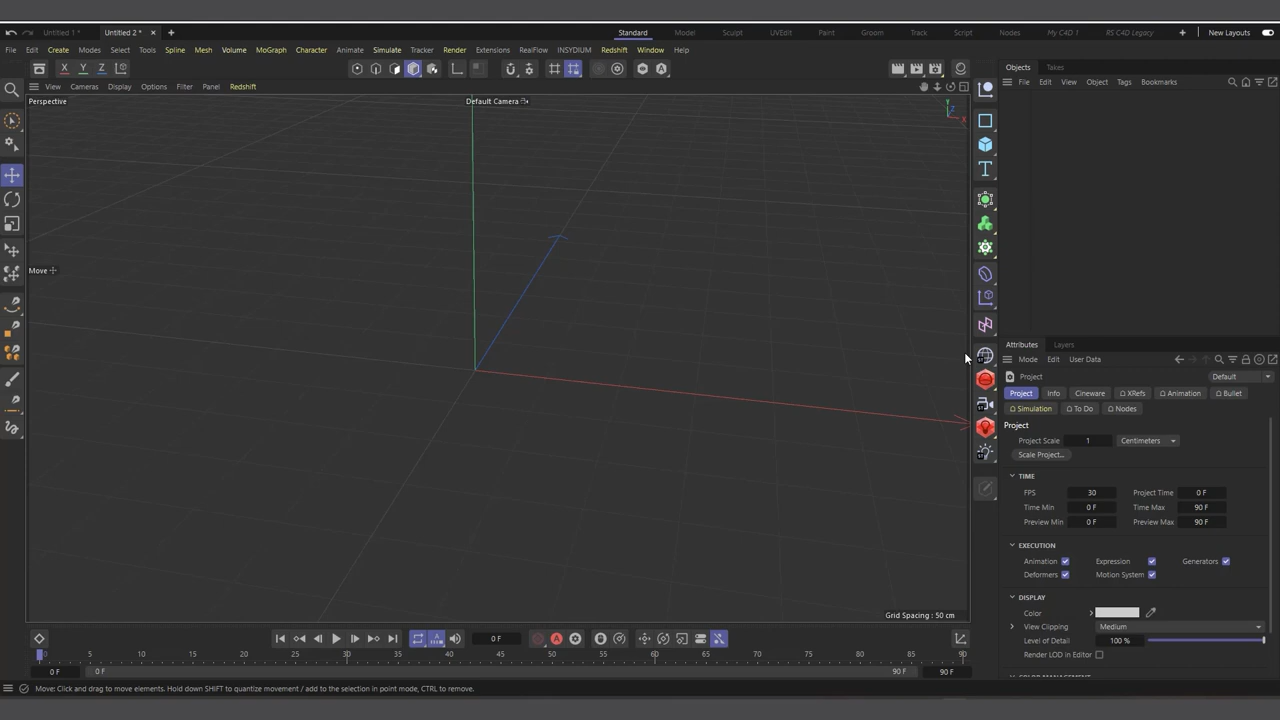 Untitled 1 *
Untitled 2 *
Standard
Model
Sculpt
UVEdit
Paint
Groom
Track
Script
Nodes
My C4D 1
RS C4D Legacy
New Layouts
File Edit Create Modes Select Tools Spline Mesh Volume MoGraph Character Animate Simulate Tracker Render Extensions RealFlow INSYDIUM Redshift Window Help
X Y Z
Objects Takes
File Edit View Object Tags Bookmarks
View Cameras Display Options Filter Panel Redshift
Perspective
Default Camera
Y
Z
X
Move
Attributes Layers
Mode Edit User Data
Project
Default
Project Info Cineware XRefs Animation Bullet
Simulation To Do Nodes
Project
Project Scale 1 Centimeters
Scale Project...
TIME
FPS 30 Project Time 0 F
Time Min 0 F Time Max 90 F
Preview Min 0 F Preview Max 90 F
EXECUTION
Animation Expression Generators
Deformers Motion System
DISPLAY
Color
View Clipping Medium
Level of Detail 100 %
Render LOD in Editor
Grid Spacing : 50 cm
0 F
0 5 10 15 20 25 30 35 40 45 50 55 60 65 70 75 80 85 90
0 F 0 F 90 F 90 F
Move: Click and drag to move elements. Hold down SHIFT to quantize movement / add to the selection in point mode, CTRL to remove.